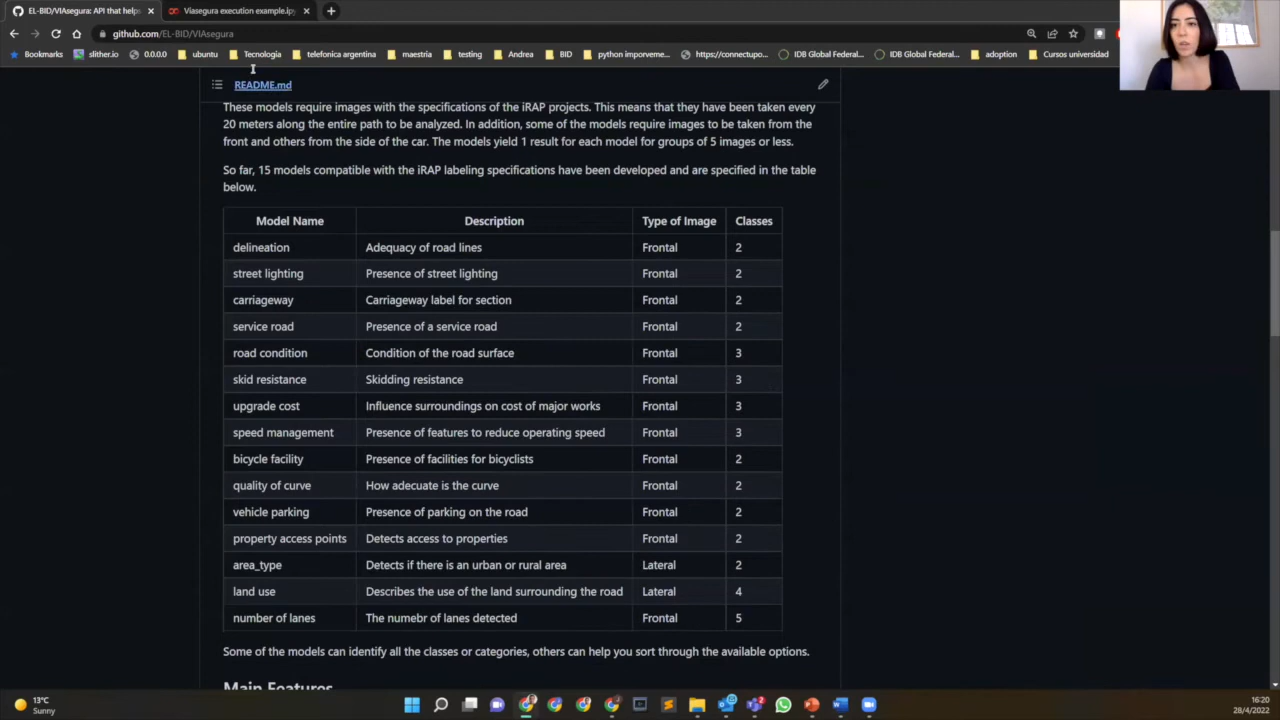 EL-BID/VIAsegura: API that help
Viasegura execution example.ipy
github.com/EL-BID/VIAsegura
Bookmarks slither.io 0.0.0.0 ubuntu Tecnologia telefonica argentina maestria testing Andrea BID python imporveme... https://connectapo... IDB Global Federal... IDB Global Federal... adoption Cursos universidad
README.md
These models require images with the specifications of the iRAP projects. This means that they have been taken every
20 meters along the entire path to be analyzed. In addition, some of the models require images to be taken from the
front and others from the side of the car. The models yield 1 result for each model for groups of 5 images or less.
So far, 15 models compatible with the iRAP labeling specifications have been developed and are specified in the table
below.
Model Name Description Type of Image Classes
delineation Adequacy of road lines Frontal 2
street lighting Presence of street lighting Frontal 2
carriageway Carriageway label for section Frontal 2
service road Presence of a service road Frontal 2
road condition Condition of the road surface Frontal 3
skid resistance Skidding resistance Frontal 3
upgrade cost Influence surroundings on cost of major works Frontal 3
speed management Presence of features to reduce operating speed Frontal 3
bicycle facility Presence of facilities for bicyclists Frontal 2
quality of curve How adequate is the curve Frontal 2
vehicle parking Presence of parking on the road Frontal 2
property access points Detects access to properties Frontal 2
area_type Detects if there is an urban or rural area Lateral 2
land use Describes the use of the land surrounding the road Lateral 4
number of lanes The numebr of lanes detected Frontal 5
Some of the models can identify all the classes or categories, others can help you sort through the available options.
Main Features
13°C
Sunny
16:20
28/4/2022